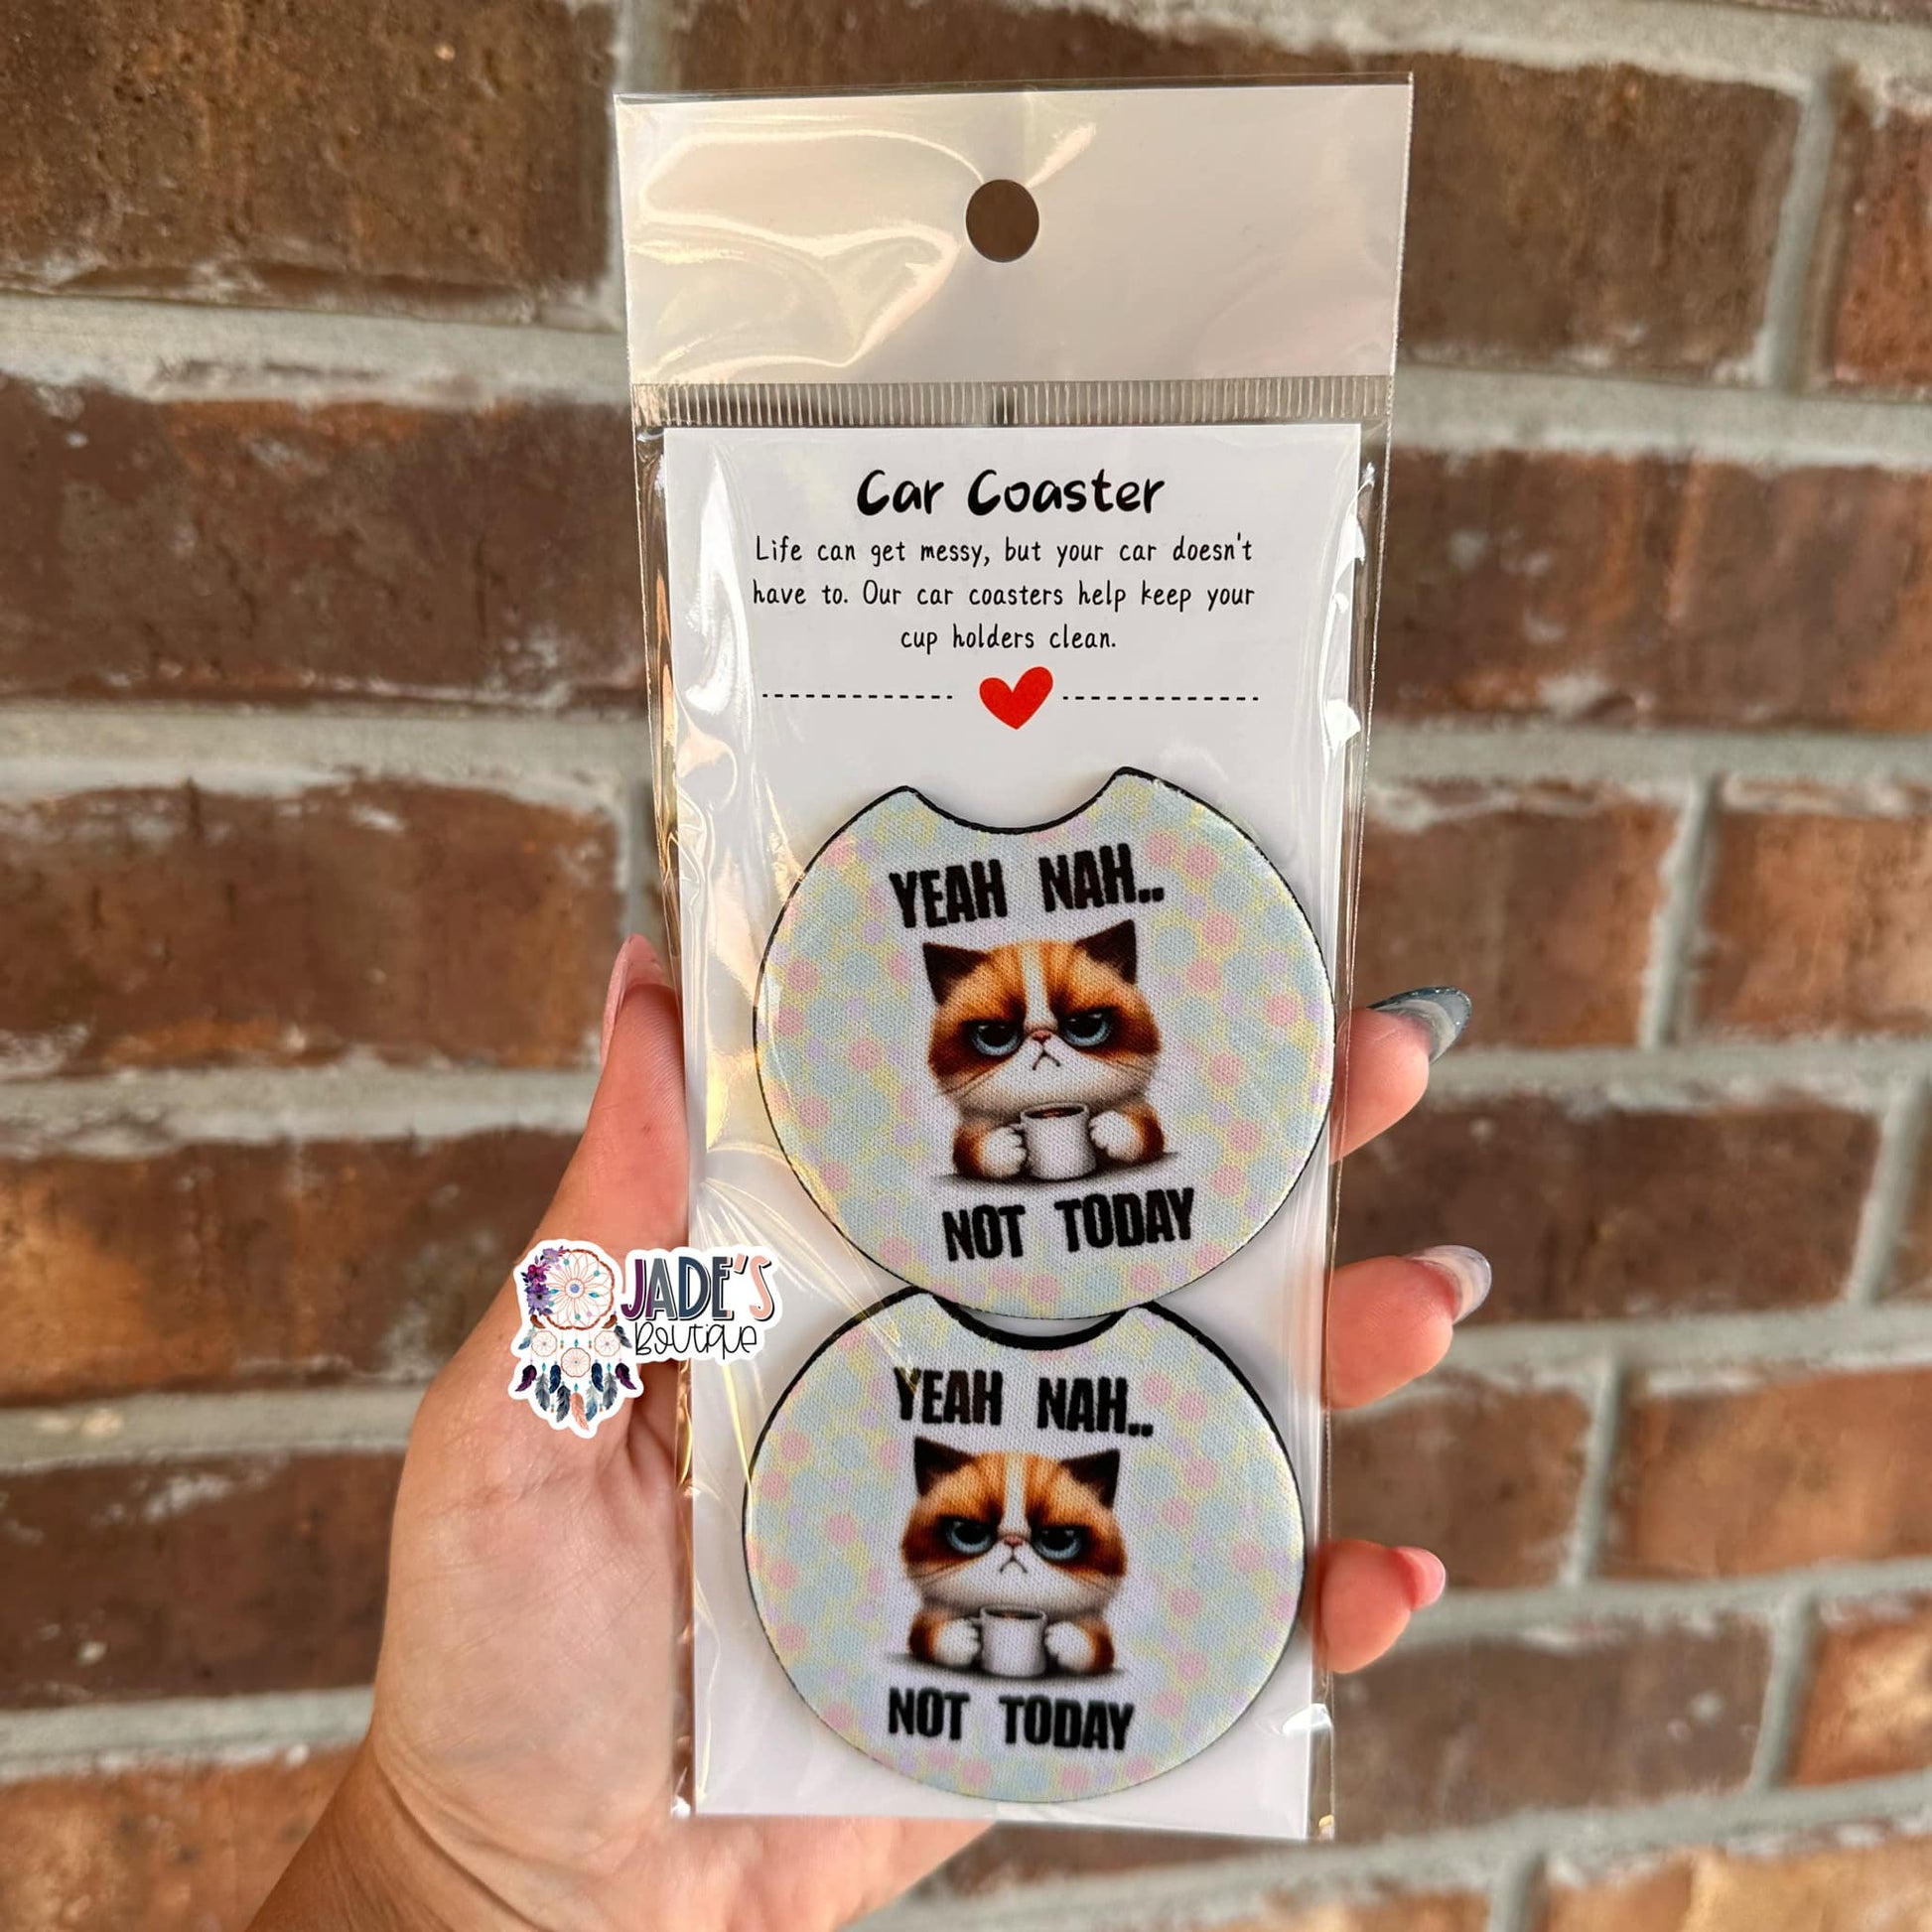 Car Coaster
Life can get messy, but your car doesn't
have to. Our car coasters help keep your
cup holders clean.
YEAH NAH..
NOT TODAY
JADE'S
Boutique
YEAH NAH..
NOT TODAY